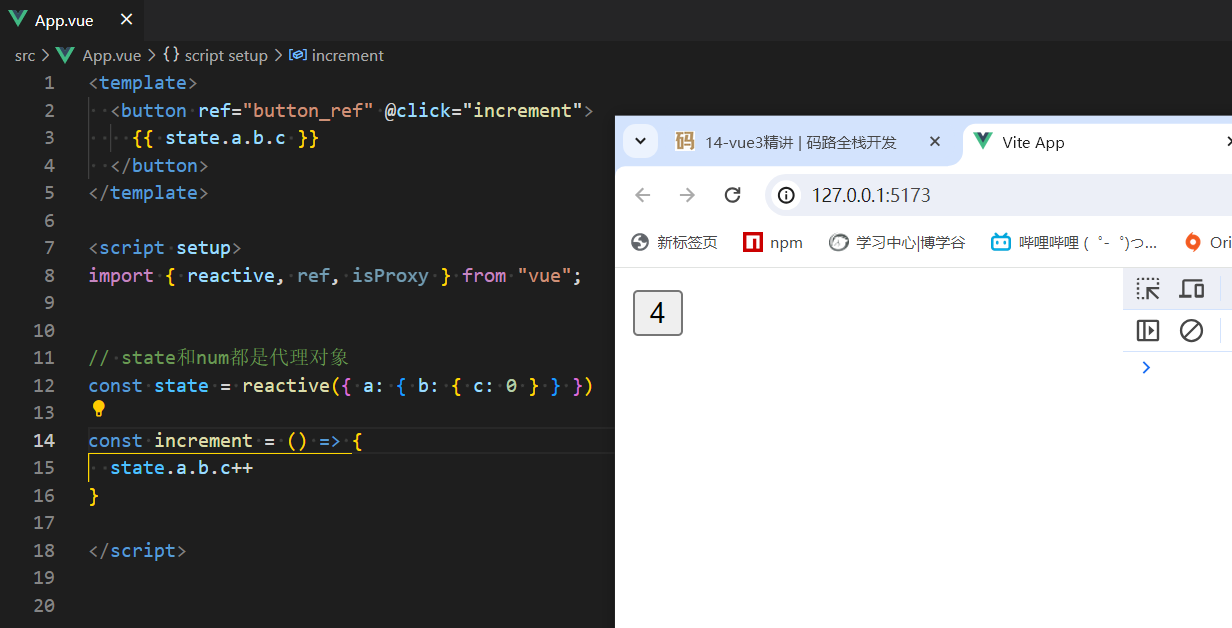 App.vue
src > App.vue > {} script setup > increment
1 <template>
2 <button ref="button_ref" @click="increment">
3 {{ state.a.b.c }}
4 </button>
5 </template>
6
7 <script setup>
8 import { reactive, ref, isProxy } from "vue";
9
10
11 // state和num都是代理对象
12 const state = reactive({ a: { b: { c: 0 } } })
13
14 const increment = () => {
15 state.a.b.c++
16 }
17
18 </script>
19
20
码 14-vue3精讲 | 码路全栈开发
Vite App
127.0.0.1:5173
新标签页 npm 学习中心|博学谷 哔哩哔哩 ( ゜- ゜)つ... Ori
4